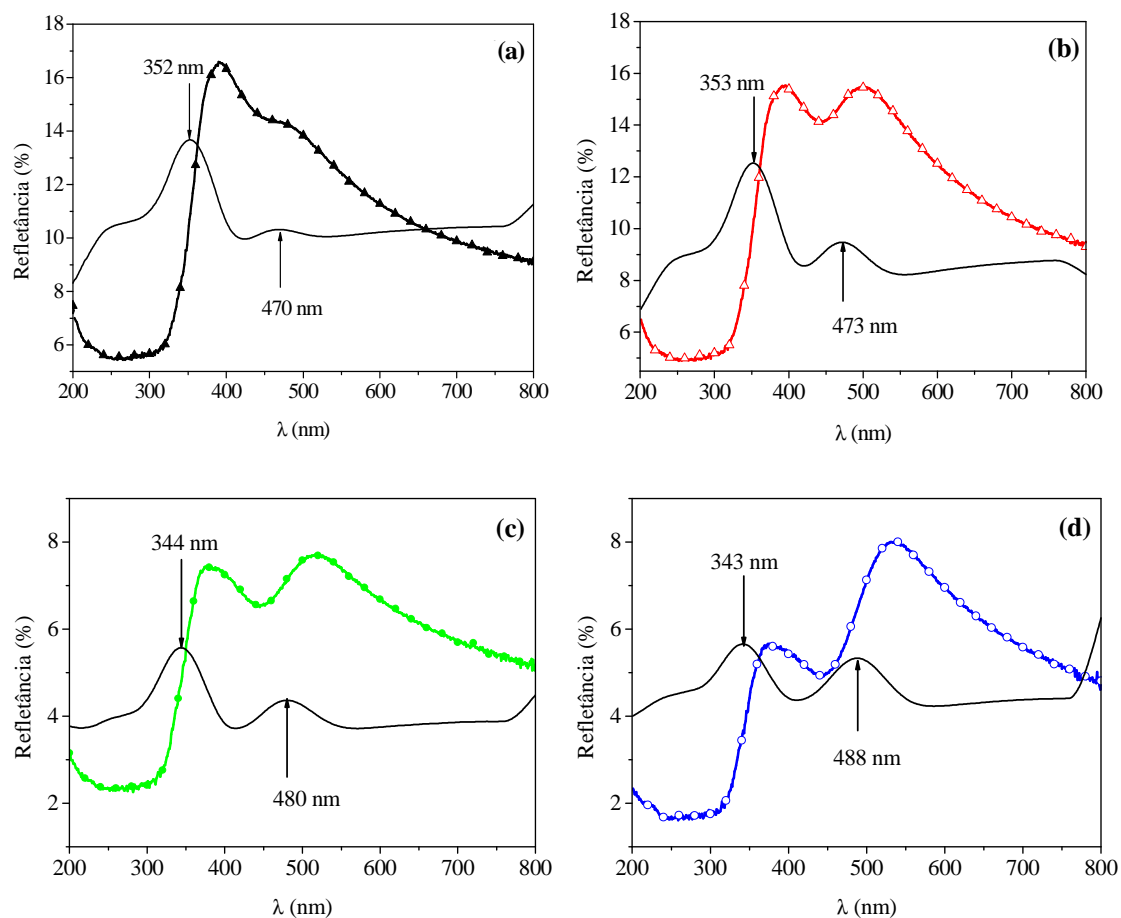 18
16
14
12
10
8
6
200 300 400 500 600 700 800
Refletância (%)
λ (nm)
(a)
352 nm
470 nm
18
16
14
12
10
8
6
200 300 400 500 600 700 800
Refletância (%)
λ (nm)
(b)
353 nm
473 nm
8
6
4
2
200 300 400 500 600 700 800
Refletância (%)
λ (nm)
(c)
344 nm
480 nm
8
6
4
2
200 300 400 500 600 700 800
Refletância (%)
λ (nm)
(d)
343 nm
488 nm